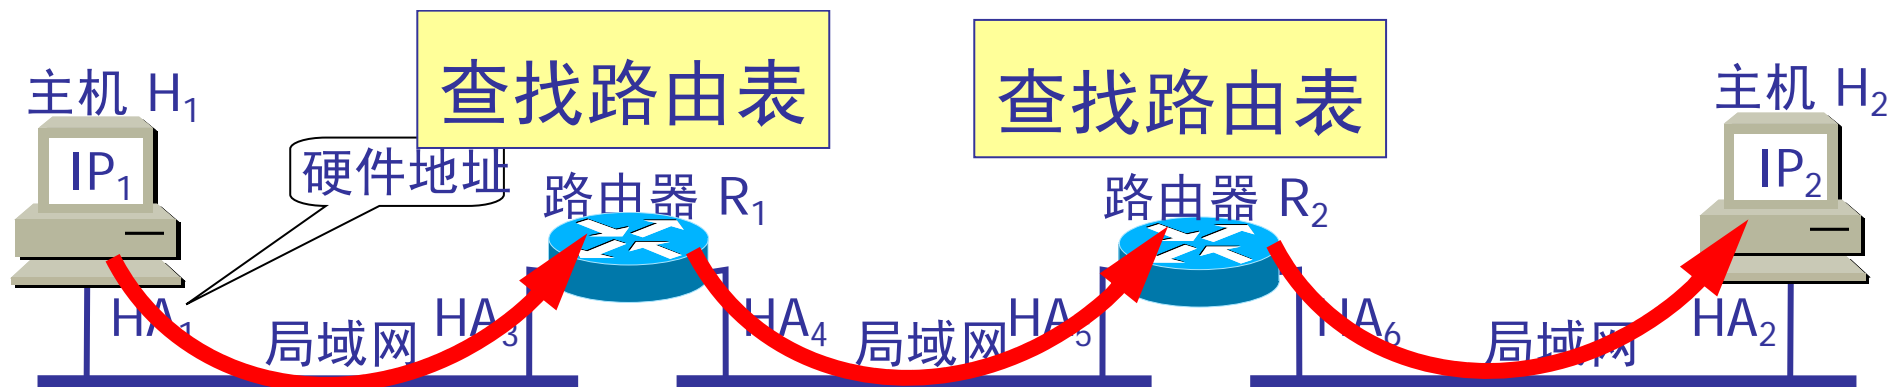 查找路由表
查找路由表
主机 H1
主机 H2
IP1
硬件地址
路由器 R1
路由器 R2
IP2
HA1
局域网
HA3
HA4
局域网
HA5
HA6
局域网
HA2